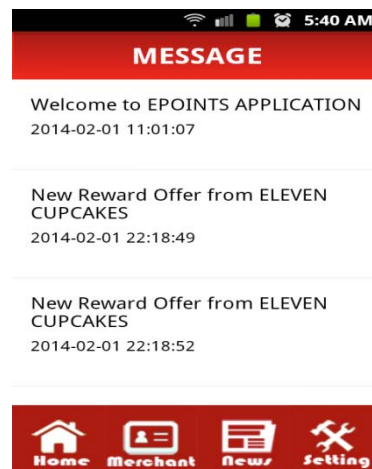 5:40 AM
MESSAGE
Welcome to EPOINTS APPLICATION
2014-02-01 11:01:07
New Reward Offer from ELEVEN
CUPCAKES
2014-02-01 22:18:49
New Reward Offer from ELEVEN
CUPCAKES
2014-02-01 22:18:52
Home Merchant News Setting